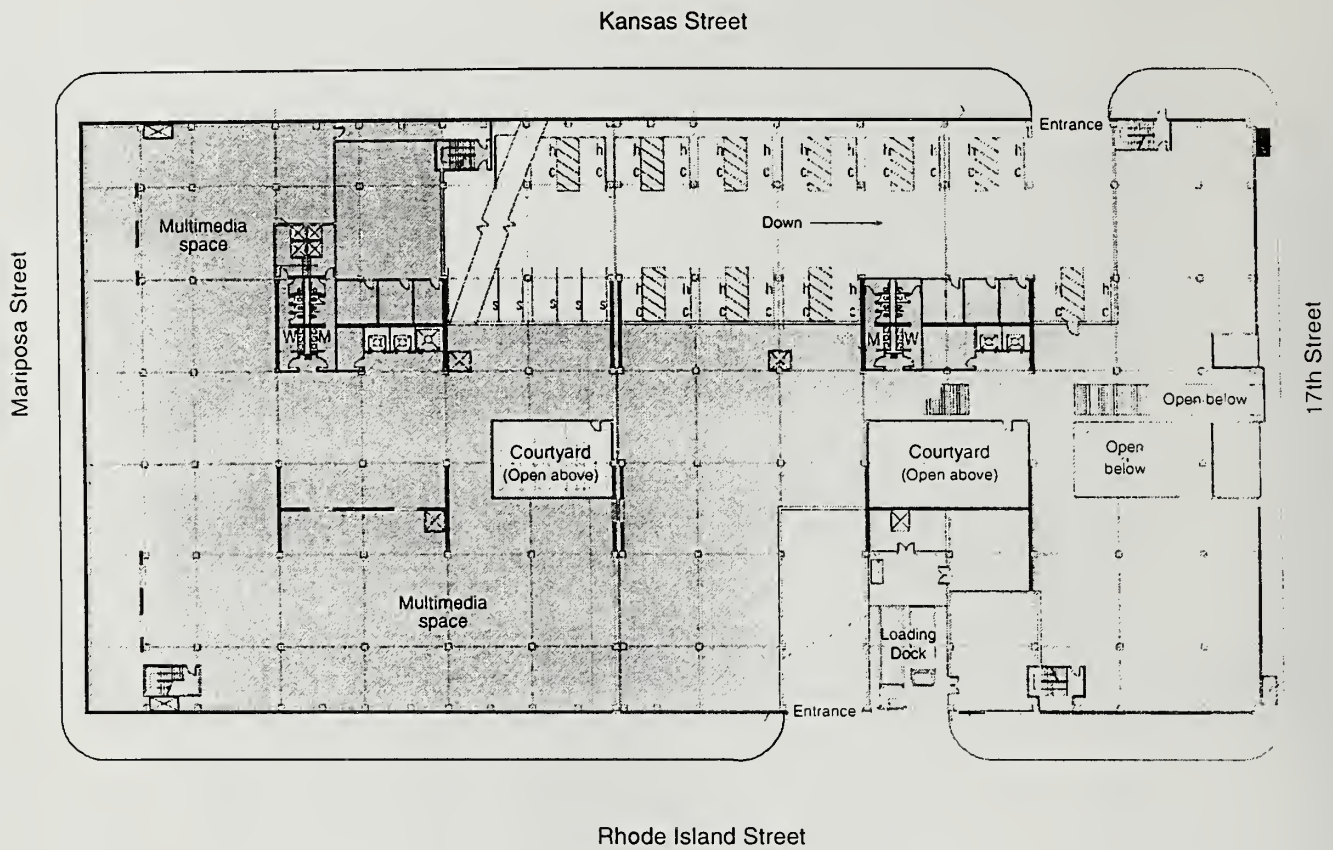 Kansas Street
Entrance
h c h c h c h c h c h c h c h c h c h c h c h c
Multimedia
space
Down
Mariposa Street
17th Street
s s s s s h c h c h c h c h c h c h c h c
W M
M W
Open below
Courtyard
(Open above)
Courtyard
(Open above)
Open
below
Multimedia
space
Loading
Dock
Entrance
Rhode Island Street